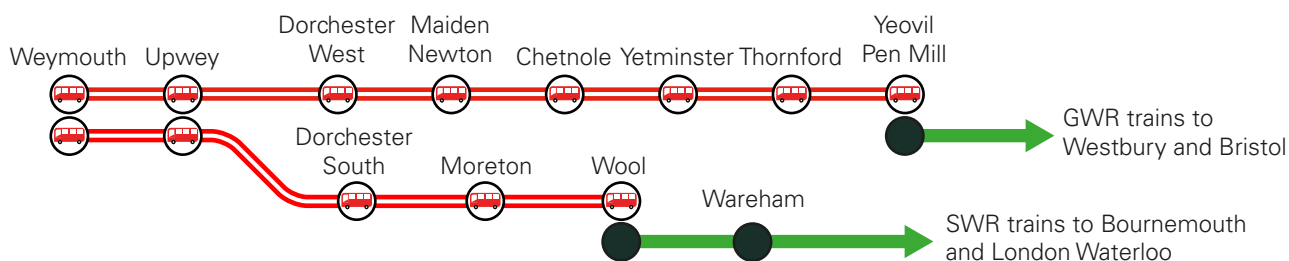 Weymouth
Upwey
Dorchester
West
Maiden
Newton
Chetnole
Yetminster
Thornford
Yeovil
Pen Mill
GWR trains to
Westbury and Bristol
Dorchester
South
Moreton
Wool
Wareham
SWR trains to Bournemouth
and London Waterloo